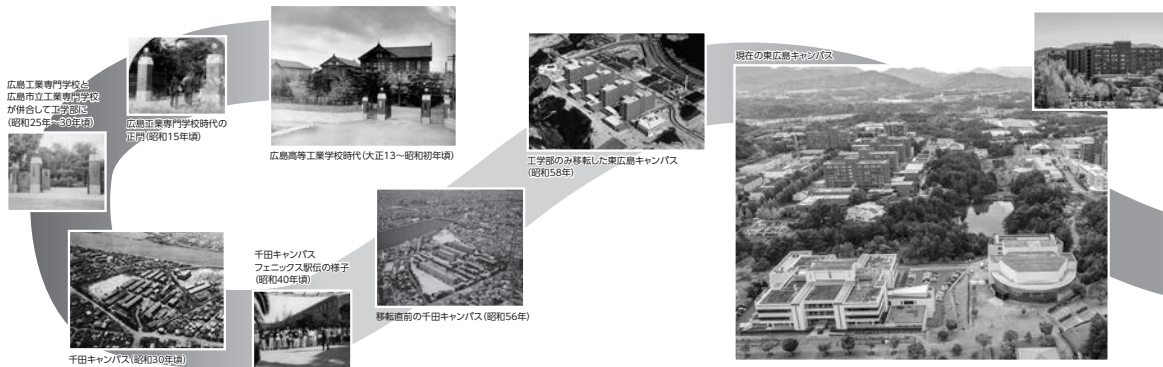 広島工業専門学校と
広島市立工業専門学校
が併合して工学部に
(昭和25年～30年頃)
広島工業専門学校時代の
正門(昭和15年頃)
広島高等工業学校時代(大正13～昭和初年頃)
千田キャンパス(昭和30年頃)
千田キャンパス
フェニックス駅伝の様子
(昭和40年頃)
移転直前の千田キャンパス(昭和56年)
工学部のみ移転した東広島キャンパス
(昭和58年)
現在の東広島キャンパス